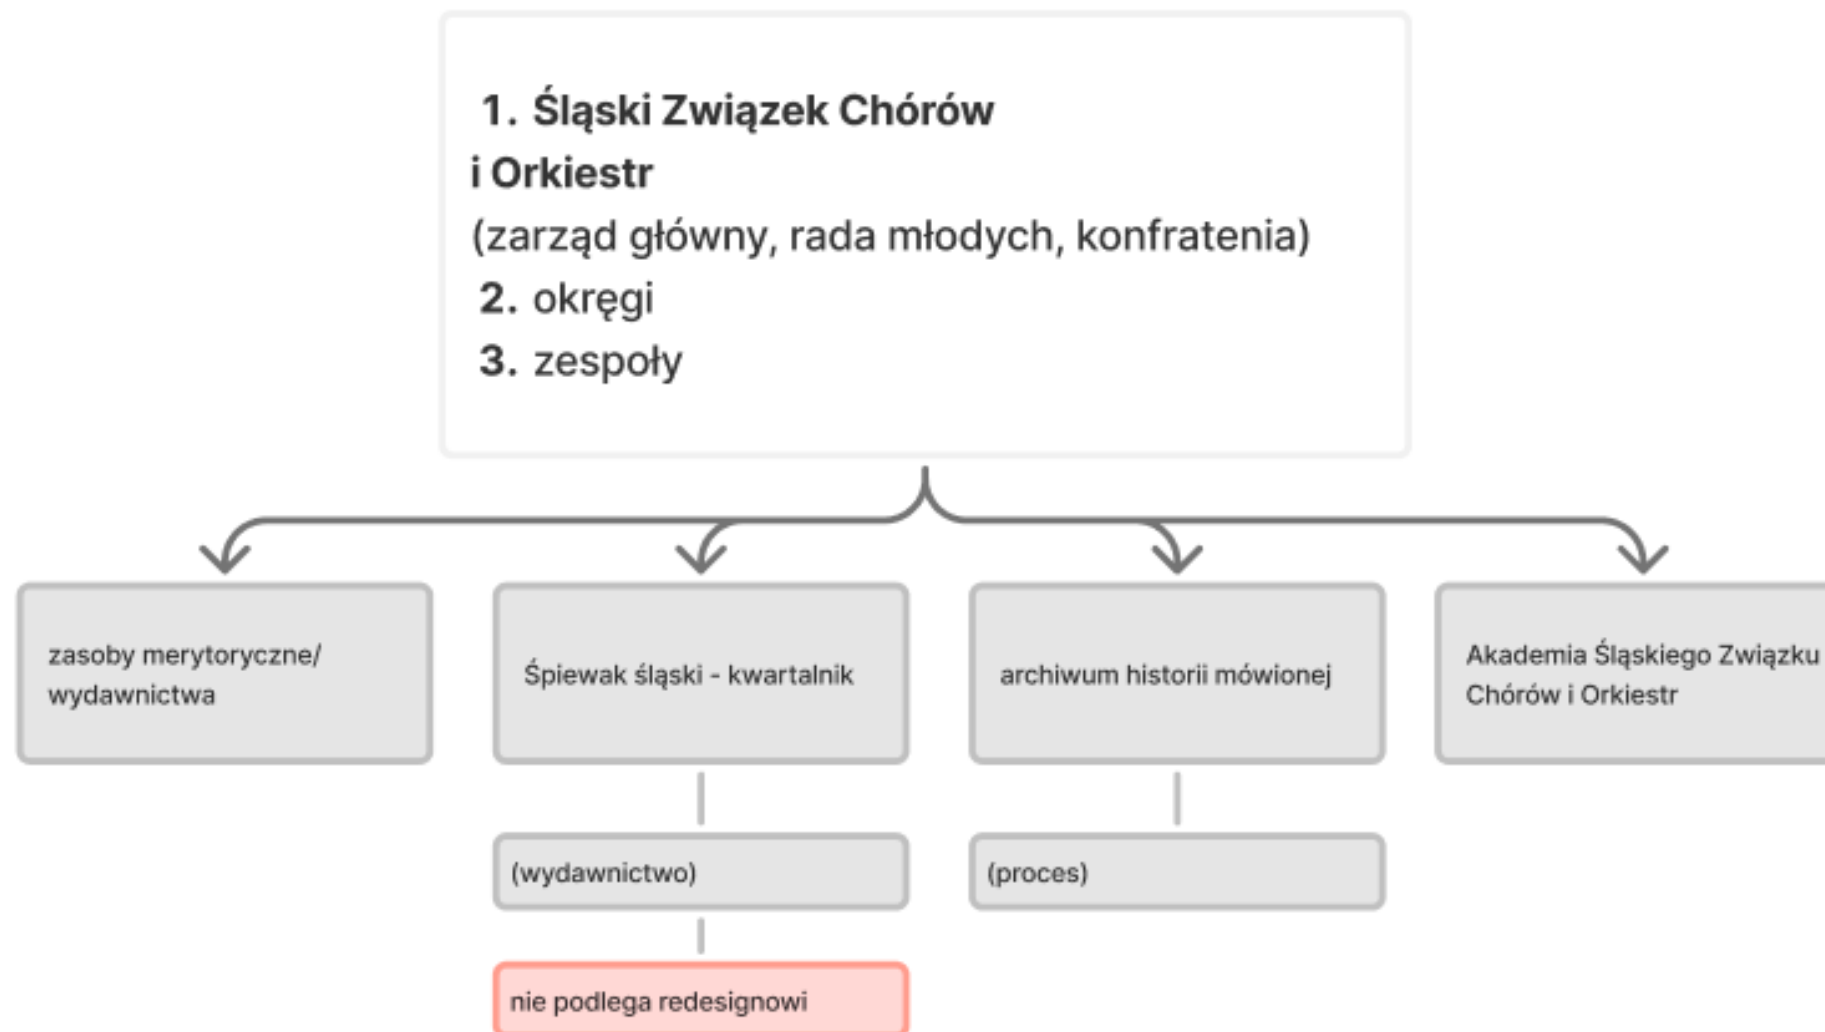 1. Śląski Związek Chórów
i Orkiestr
(zarząd główny, rada młodych, konfratenia)
2. okręgi
3. zespoły
zasoby merytoryczne/
wydawnictwa
Śpiewak śląski - kwartalnik
archiwum historii mówionej
Akademia Śląskiego Związku
Chórów i Orkiestr
(wydawnictwo)
(proces)
nie podlega redesignowi